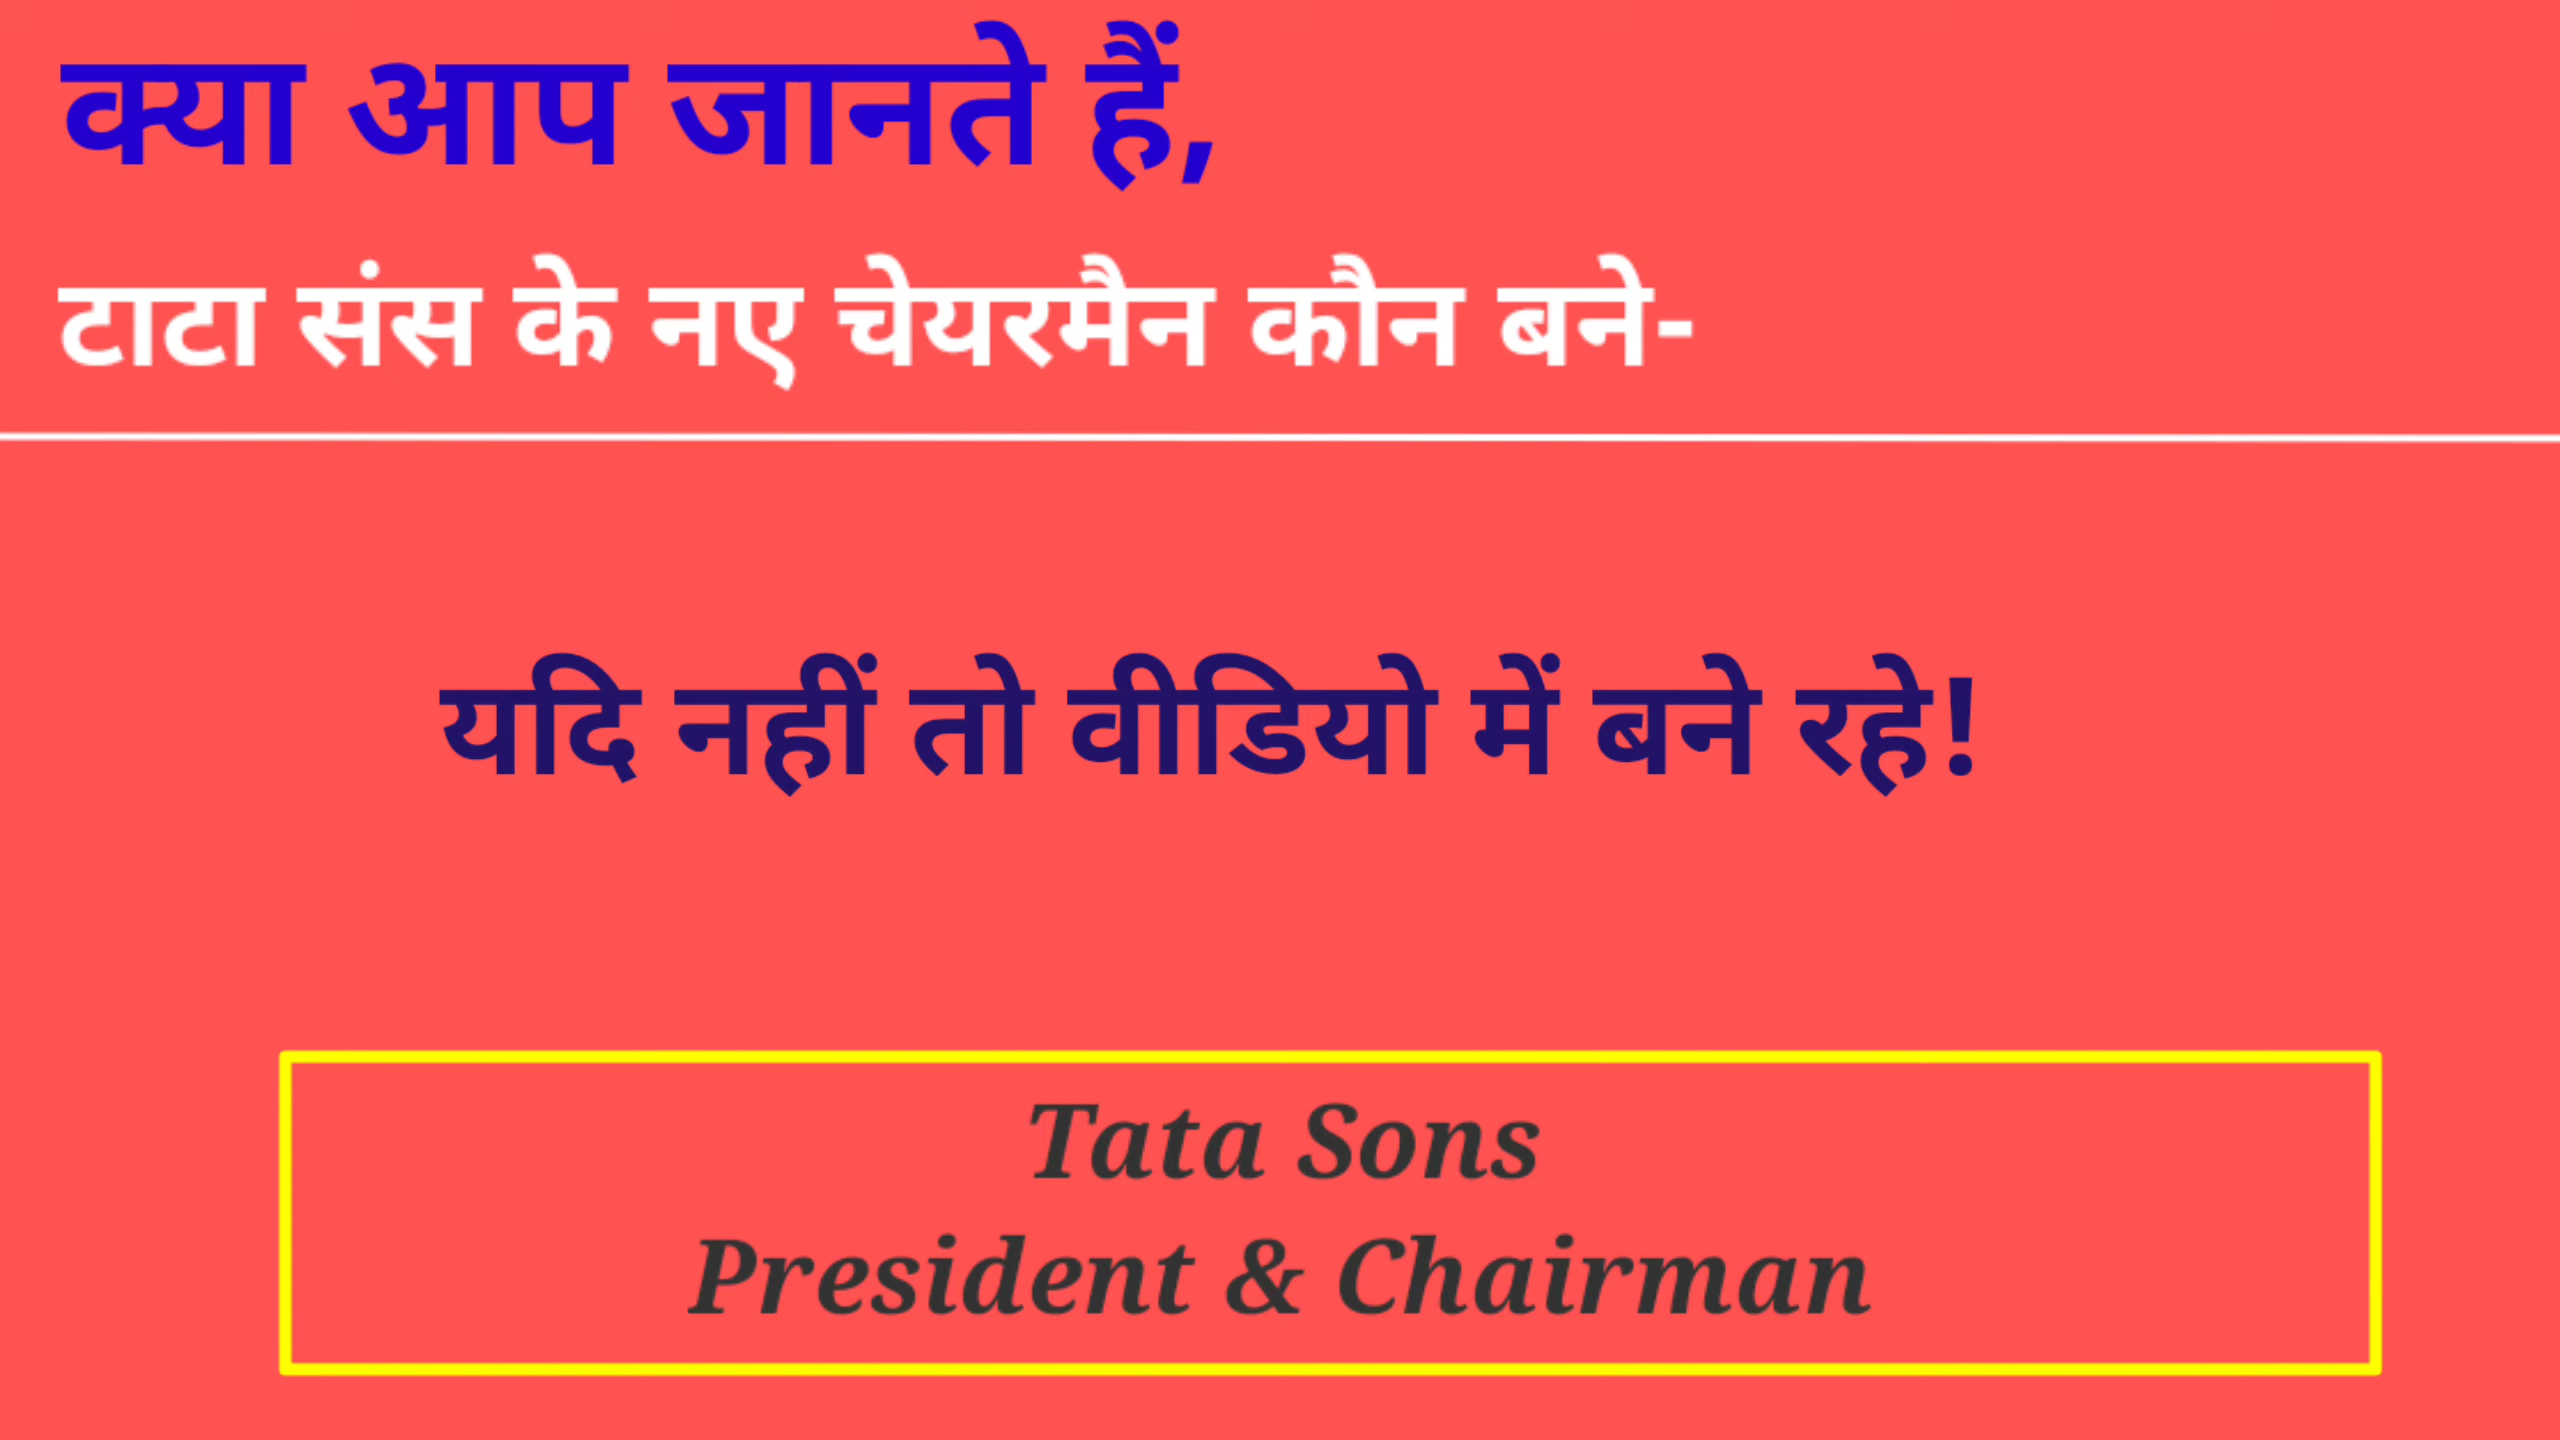 क्या आप जानते हैं,
टाटा संस के नए चेयरमैन कौन बने-
यदि नहीं तो वीडियो में बने रहे!
Tata Sons
President & Chairman